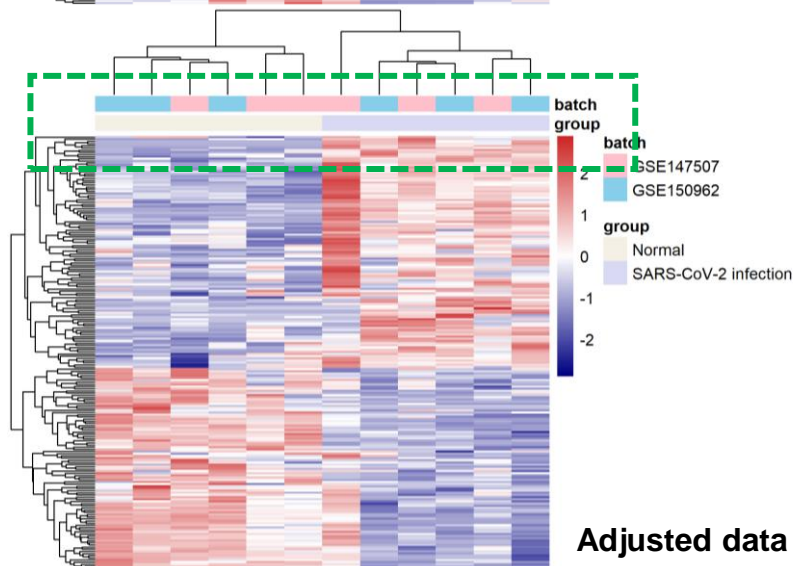 batch
group
batch
GSE147507
GSE150962
group
Normal
SARS-CoV-2 infection
2
1
0
-1
-2
Adjusted data